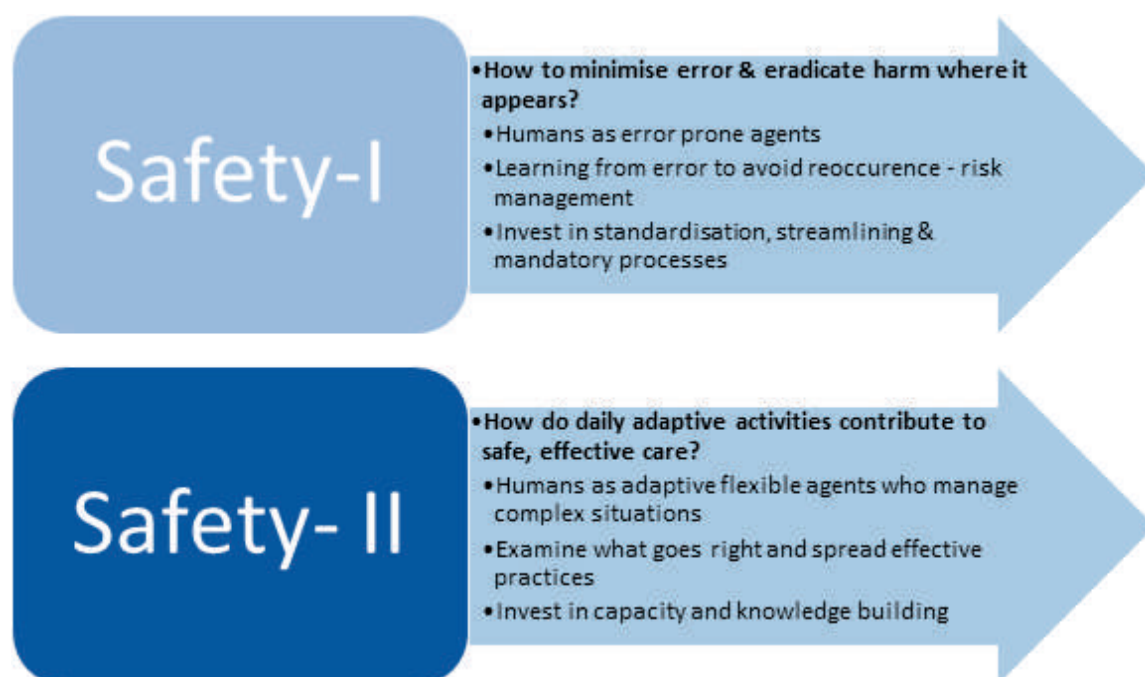 Safety-I
•How to minimise error & eradicate harm where it
appears?
•Humans as error prone agents
•Learning from error to avoid reoccurence - risk
management
•Invest in standardisation, streamlining &
mandatory processes
Safety- II
•How do daily adaptive activities contribute to
safe, effective care?
•Humans as adaptive flexible agents who manage
complex situations
•Examine what goes right and spread effective
practices
•Invest in capacity and knowledge building